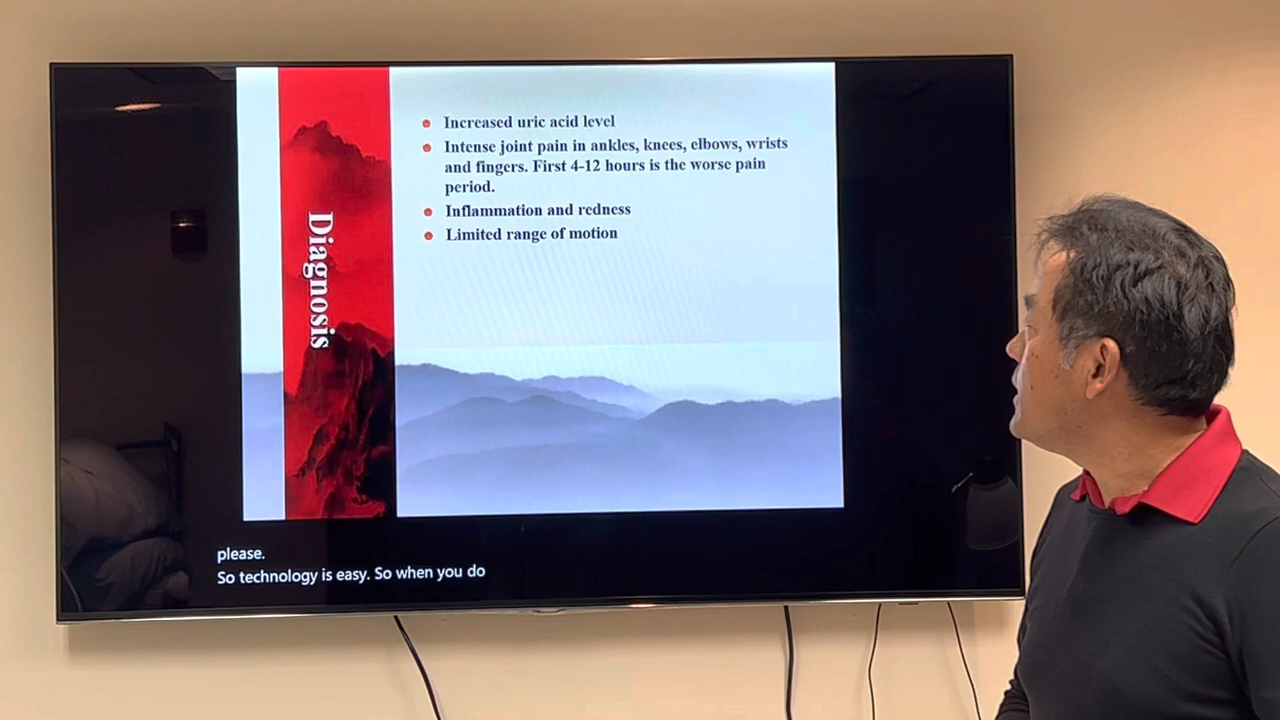 Diagnosis
Increased uric acid level
Intense joint pain in ankles, knees, elbows, wrists
and fingers. First 4-12 hours is the worse pain
period.
Inflammation and redness
Limited range of motion
please.
So technology is easy. So when you do